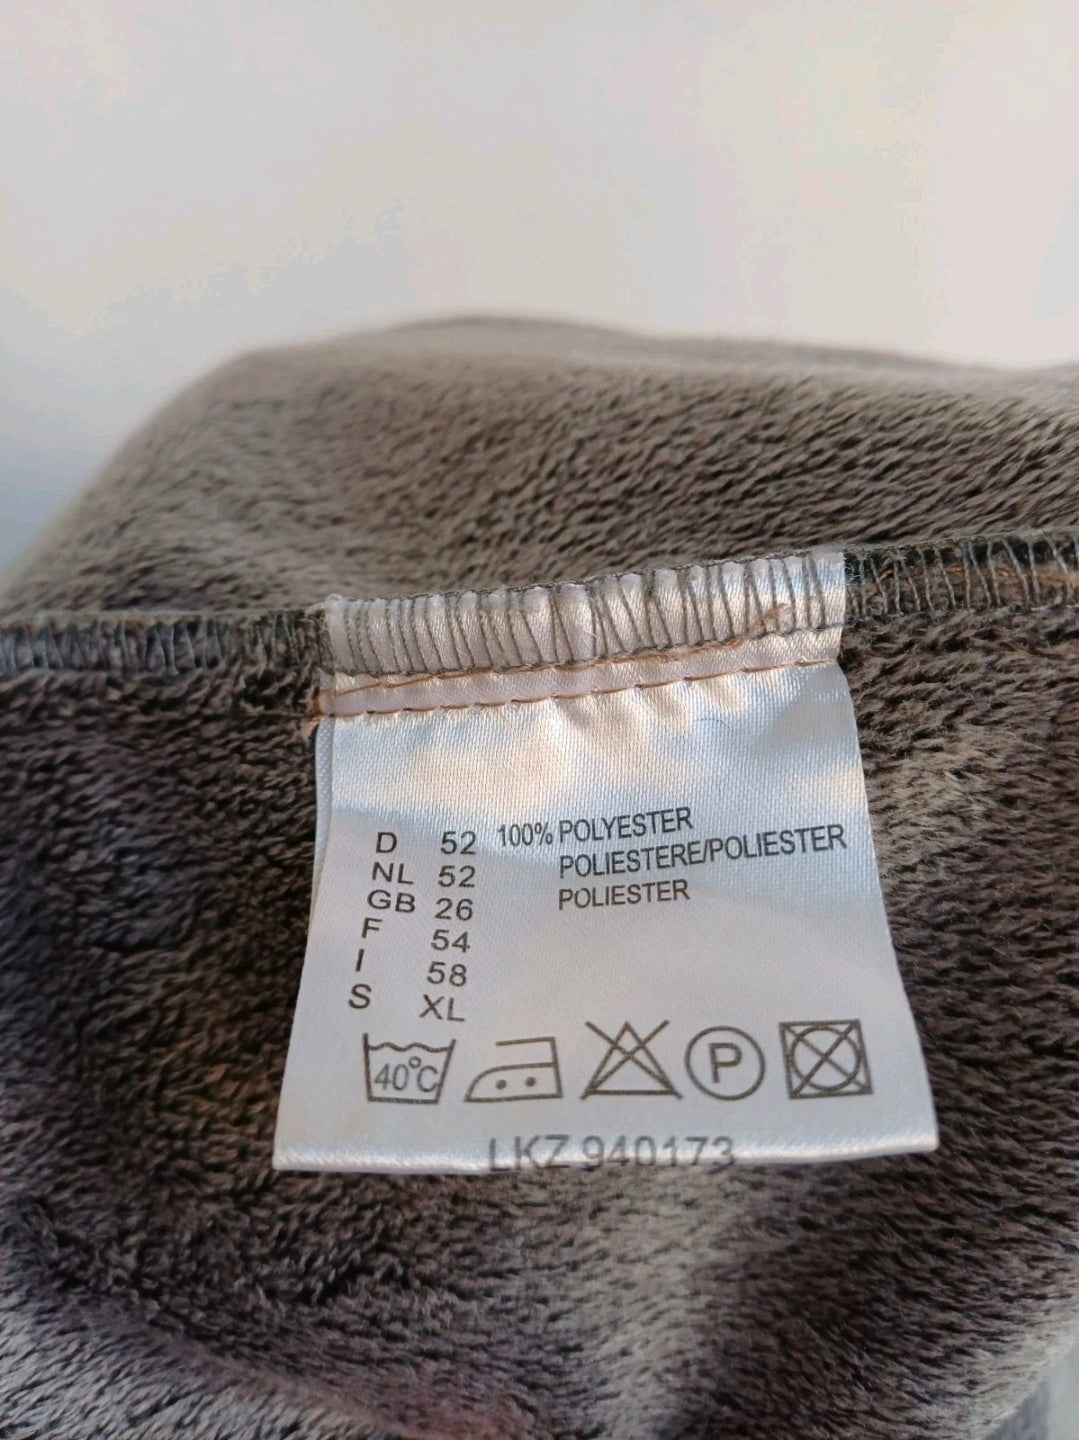 D 52 100% POLYESTER
NL 52 POLIESTERE/POLIESTER
GB 26 POLIESTER
F 54
I 58
S XL
40°C P
LKZ 940173